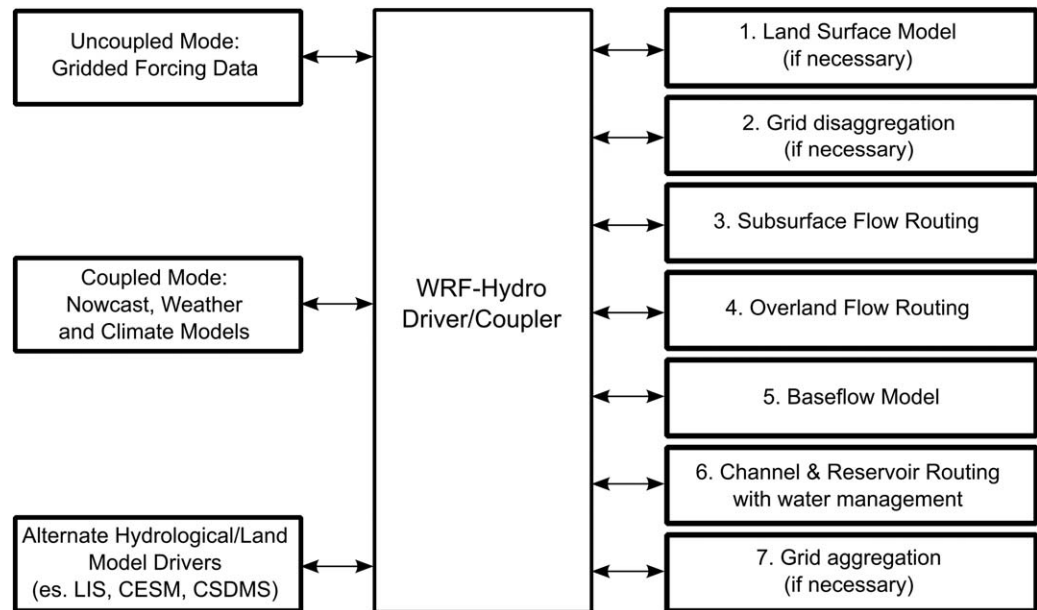 Uncoupled Mode:
Gridded Forcing Data
Coupled Mode:
Nowcast, Weather
and Climate Models
Alternate Hydrological/Land
Model Drivers
(es. LIS, CESM, CSDMS)
WRF-Hydro
Driver/Coupler
1. Land Surface Model
(if necessary)
2. Grid disaggregation
(if necessary)
3. Subsurface Flow Routing
4. Overland Flow Routing
5. Baseflow Model
6. Channel & Reservoir Routing
with water management
7. Grid aggregation
(if necessary)